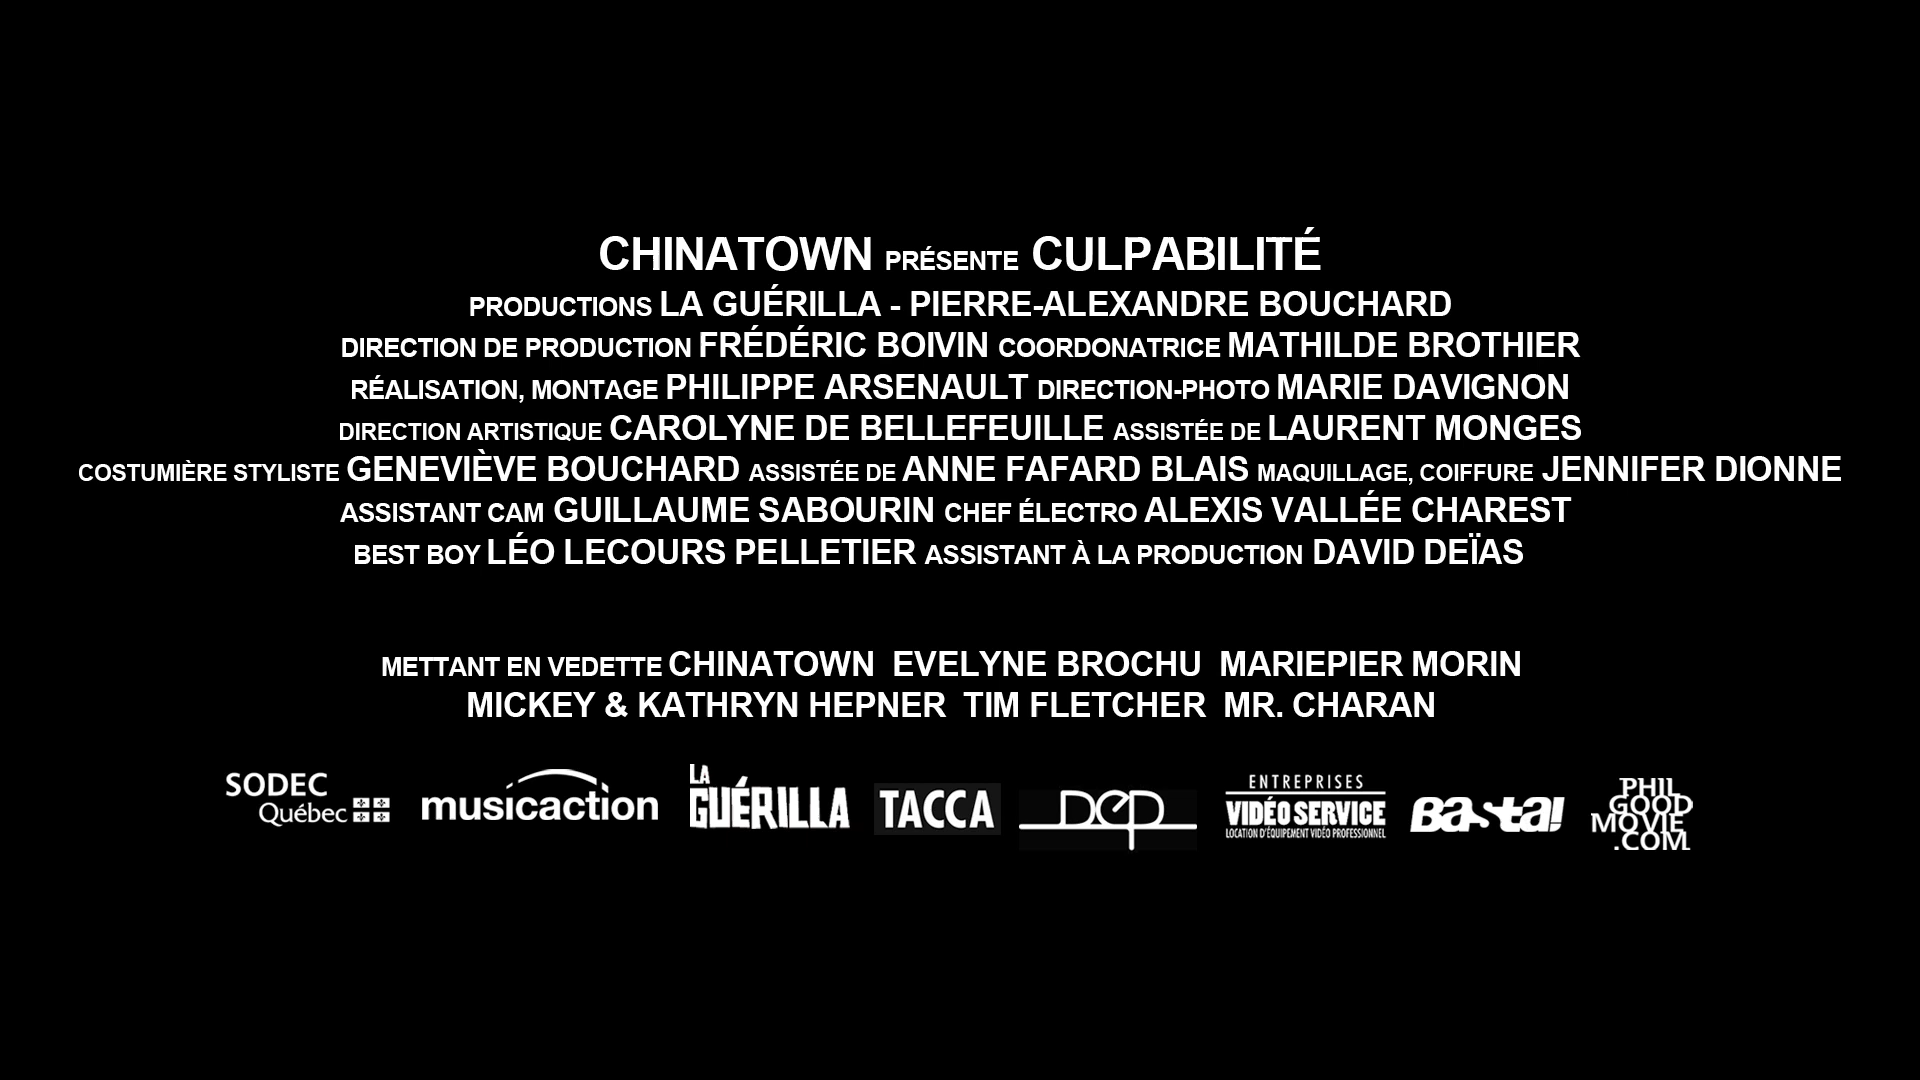 CHINATOWN PRÉSENTE CULPABILITÉ
PRODUCTIONS LA GUÉRILLA - PIERRE-ALEXANDRE BOUCHARD
DIRECTION DE PRODUCTION FRÉDÉRIC BOIVIN COORDONATRICE MATHILDE BROTHIER
RÉALISATION, MONTAGE PHILIPPE ARSENAULT DIRECTION-PHOTO MARIE DAVIGNON
DIRECTION ARTISTIQUE CAROLYNE DE BELLEFEUILLE ASSISTÉE DE LAURENT MONGES
COSTUMIÈRE STYLISTE GENEVIÈVE BOUCHARD ASSISTÉE DE ANNE FAFARD BLAIS MAQUILLAGE, COIFFURE JENNIFER DIONNE
ASSISTANT CAM GUILLAUME SABOURIN CHEF ÉLECTRO ALEXIS VALLÉE CHAREST
BEST BOY LÉO LECOURS PELLETIER ASSISTANT À LA PRODUCTION DAVID DEÏAS
METTANT EN VEDETTE CHINATOWN EVELYNE BROCHU MARIEPIER MORIN
MICKEY & KATHRYN HEPNER TIM FLETCHER MR. CHARAN
SODEC
Québec
musicaction
LA
GUÉRILLA
TACCA
Dep
ENTREPRISES
VIDÉO SERVICE
LOCATION D'ÉQUIPEMENT VIDÉO PROFESSIONNEL
Basta!
PHIL
GOOD
MOVIE
.COM